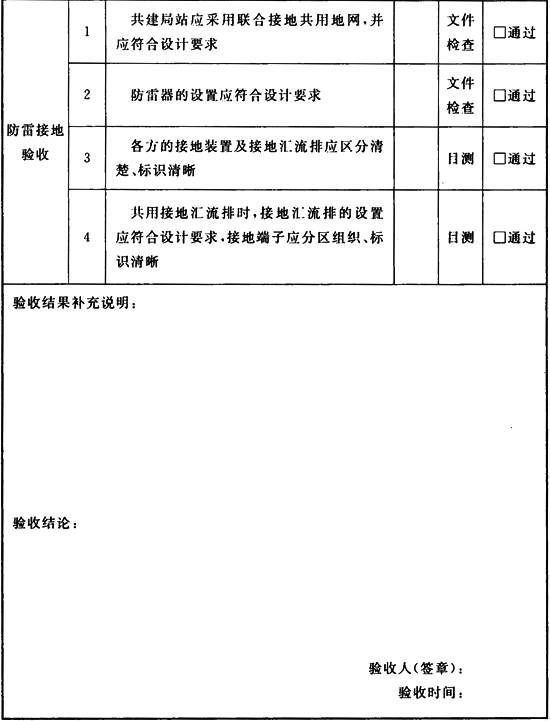 防雷接地
验收
1
共建局站应采用联合接地共用地网,并
应符合设计要求
文件
检查
□通过
2
防雷器的设置应符合设计要求
文件
检查
□通过
3
各方的接地装置及接地汇流排应区分清
楚、标识清晰
目测
□通过
4
共用接地汇流排时,接地汇流排的设置
应符合设计要求,接地端子应分区组织、标
识清晰
目测
□通过
验收结果补充说明:
验收结论:
验收人(签章):
验收时间: